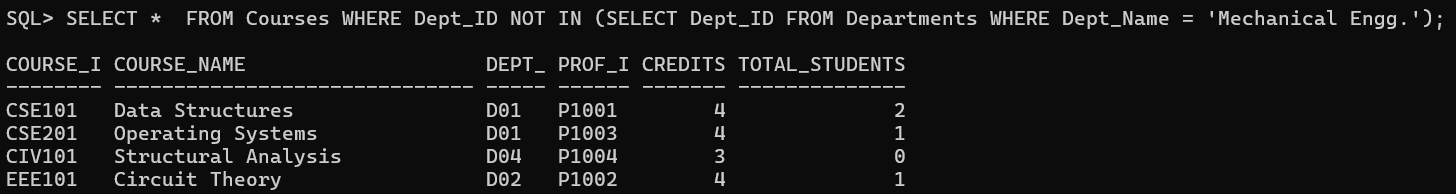 SQL> SELECT *  FROM Courses WHERE Dept_ID NOT IN (SELECT Dept_ID FROM Departments WHERE Dept_Name = 'Mechanical Engg.');
COURSE_I COURSE_NAME                    DEPT_ PROF_I CREDITS TOTAL_STUDENTS
-------- ------------------------------ ----- ------ ------- --------------
CSE101   Data Structures                D01   P1001        4              2
CSE201   Operating Systems              D01   P1003        4              1
CIV101   Structural Analysis            D04   P1004        3              0
EEE101   Circuit Theory                 D02   P1002        4              1